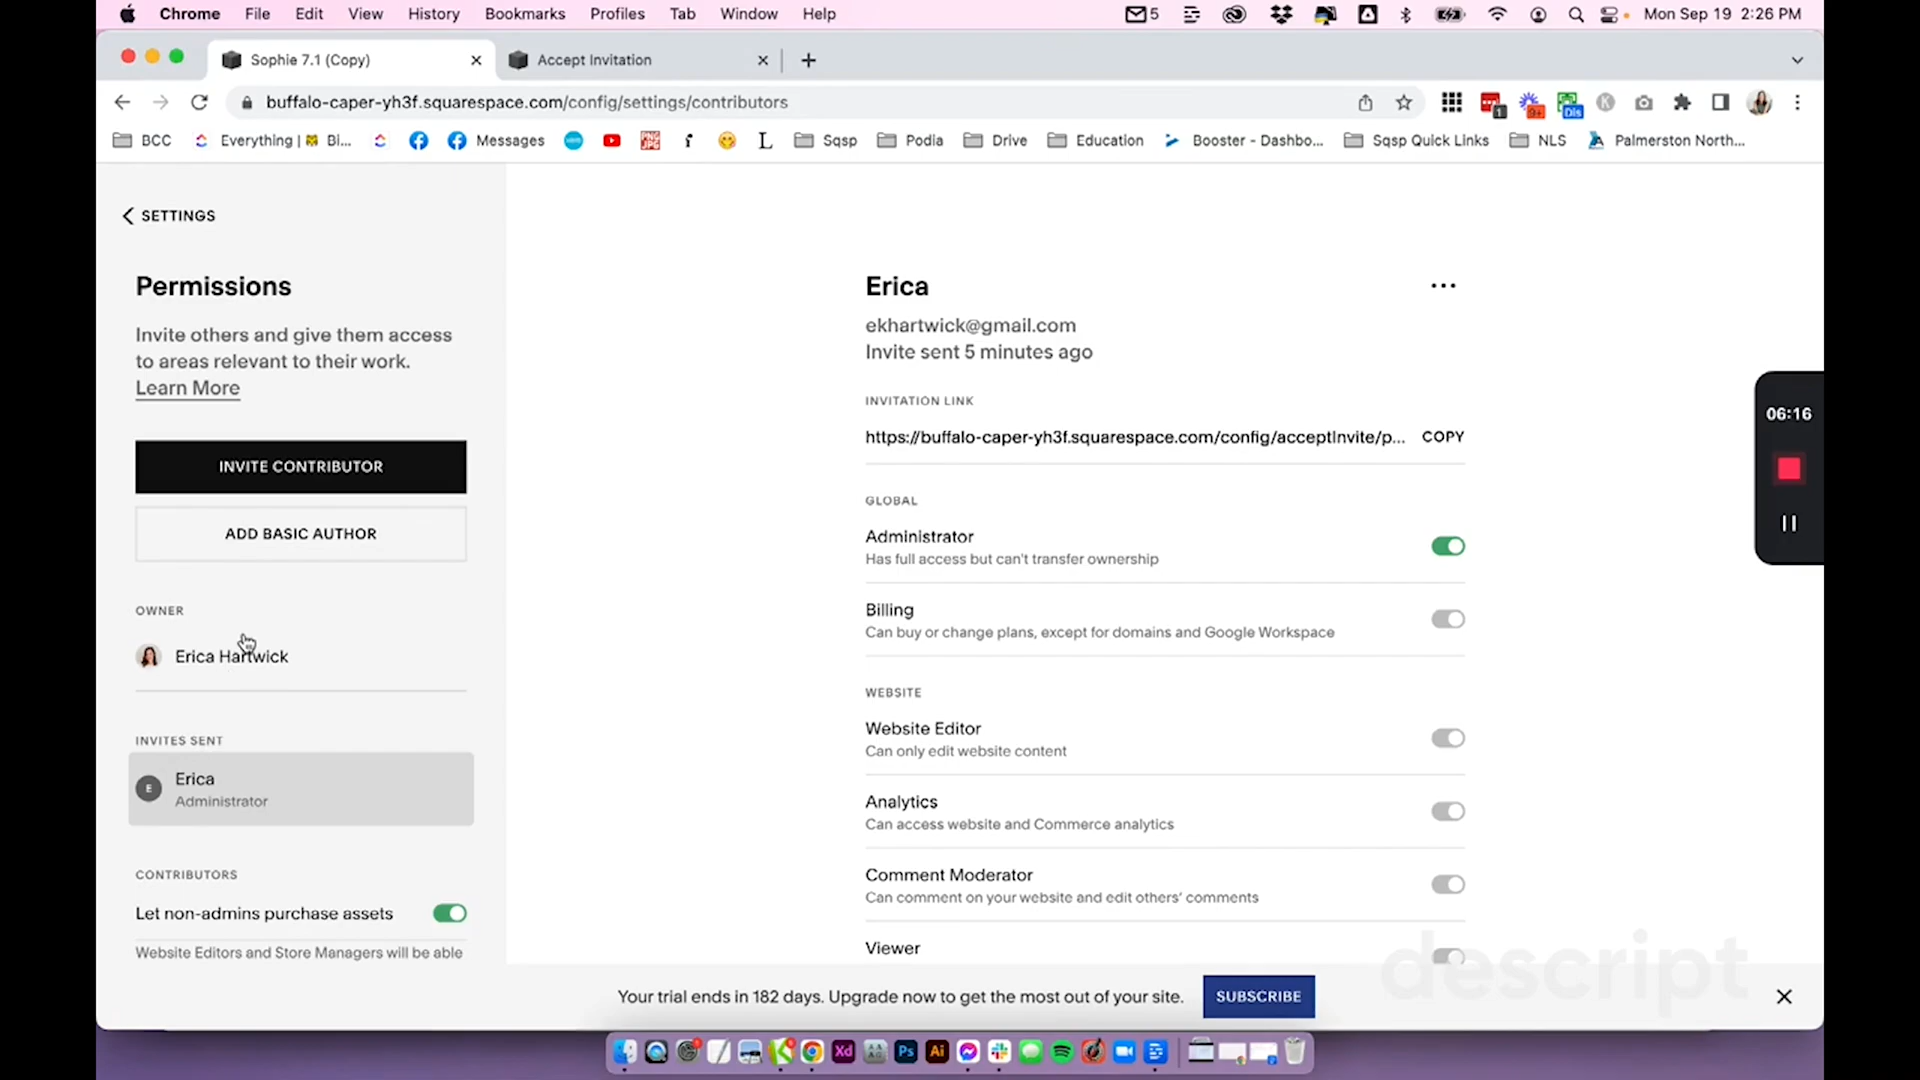 Chrome File Edit View History Bookmarks Profiles Tab Window Help 5 Mon Sep 19 2:26 PM
Sophie 7.1 (Copy) Accept Invitation
buffalo-caper-yh3f.squarespace.com/config/settings/contributors 1 9+ Dis
BCC Everything | Bi... Messages PNG JPG L Sqsp Podia Drive Education Booster - Dashbo... Sqsp Quick Links NLS Palmerston North...
SETTINGS
Permissions
Invite others and give them access
to areas relevant to their work.
Learn More
INVITE CONTRIBUTOR
ADD BASIC AUTHOR
OWNER
Erica Hartwick
INVITES SENT
E
Erica
Administrator
CONTRIBUTORS
Let non-admins purchase assets
Website Editors and Store Managers will be able
Erica
ekhartwick@gmail.com
Invite sent 5 minutes ago
INVITATION LINK
https://buffalo-caper-yh3f.squarespace.com/config/acceptInvite/p... COPY
GLOBAL
Administrator
Has full access but can't transfer ownership
Billing
Can buy or change plans, except for domains and Google Workspace
WEBSITE
Website Editor
Can only edit website content
Analytics
Can access website and Commerce analytics
Comment Moderator
Can comment on your website and edit others' comments
Viewer
06:16
descript
Your trial ends in 182 days. Upgrade now to get the most out of your site. SUBSCRIBE
Xd Ps Ai